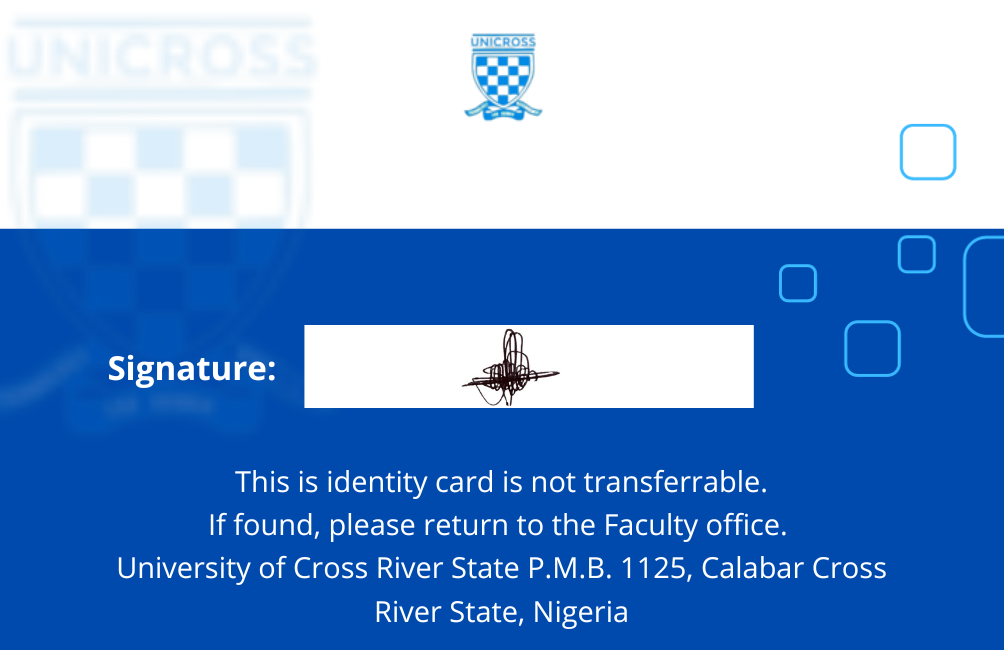 UNICROSS
UNICROSS
Signature:
This is identity card is not transferrable.
If found, please return to the Faculty office.
University of Cross River State P.M.B. 1125, Calabar Cross
River State, Nigeria